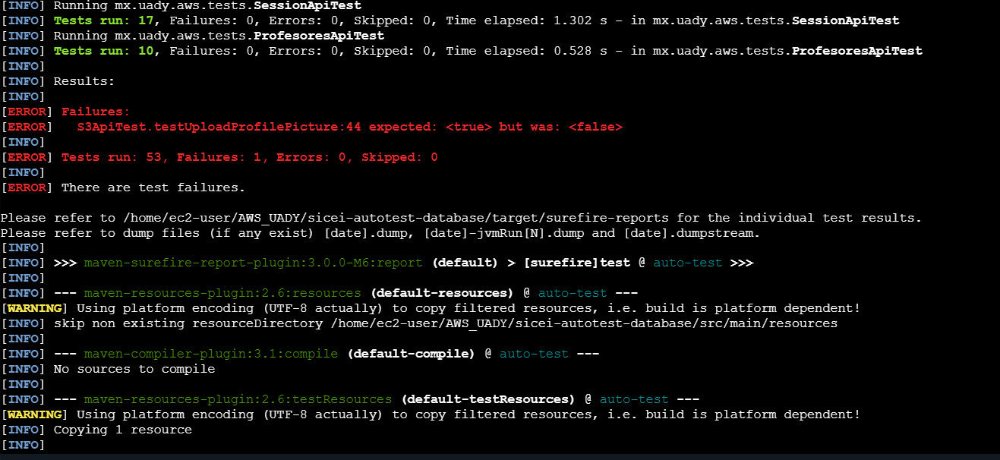 [INFO] Running mx.uady.aws.tests.SessionApiTest
[INFO] Tests run: 17, Failures: 0, Errors: 0, Skipped: 0, Time elapsed: 1.302 s - in mx.uady.aws.tests.SessionApiTest
[INFO] Running mx.uady.aws.tests.ProfesoresApiTest
[INFO] Tests run: 10, Failures: 0, Errors: 0, Skipped: 0, Time elapsed: 0.528 s - in mx.uady.aws.tests.ProfesoresApiTest
[INFO]
[INFO] Results:
[INFO]
[ERROR] Failures:
[ERROR]   S3ApiTest.testUploadProfilePicture:44 expected: <true> but was: <false>
[INFO]
[ERROR] Tests run: 53, Failures: 1, Errors: 0, Skipped: 0
[INFO]
[ERROR] There are test failures.

Please refer to /home/ec2-user/AWS_UADY/sicei-autotest-database/target/surefire-reports for the individual test results.
Please refer to dump files (if any exist) [date].dump, [date]-jvmRun[N].dump and [date].dumpstream.
[INFO]
[INFO] >>> maven-surefire-report-plugin:3.0.0-M6:report (default) > [surefire]test @ auto-test >>>
[INFO]
[INFO] --- maven-resources-plugin:2.6:resources (default-resources) @ auto-test ---
[WARNING] Using platform encoding (UTF-8 actually) to copy filtered resources, i.e. build is platform dependent!
[INFO] skip non existing resourceDirectory /home/ec2-user/AWS_UADY/sicei-autotest-database/src/main/resources
[INFO]
[INFO] --- maven-compiler-plugin:3.1:compile (default-compile) @ auto-test ---
[INFO] No sources to compile
[INFO]
[INFO] --- maven-resources-plugin:2.6:testResources (default-testResources) @ auto-test ---
[WARNING] Using platform encoding (UTF-8 actually) to copy filtered resources, i.e. build is platform dependent!
[INFO] Copying 1 resource
[INFO]